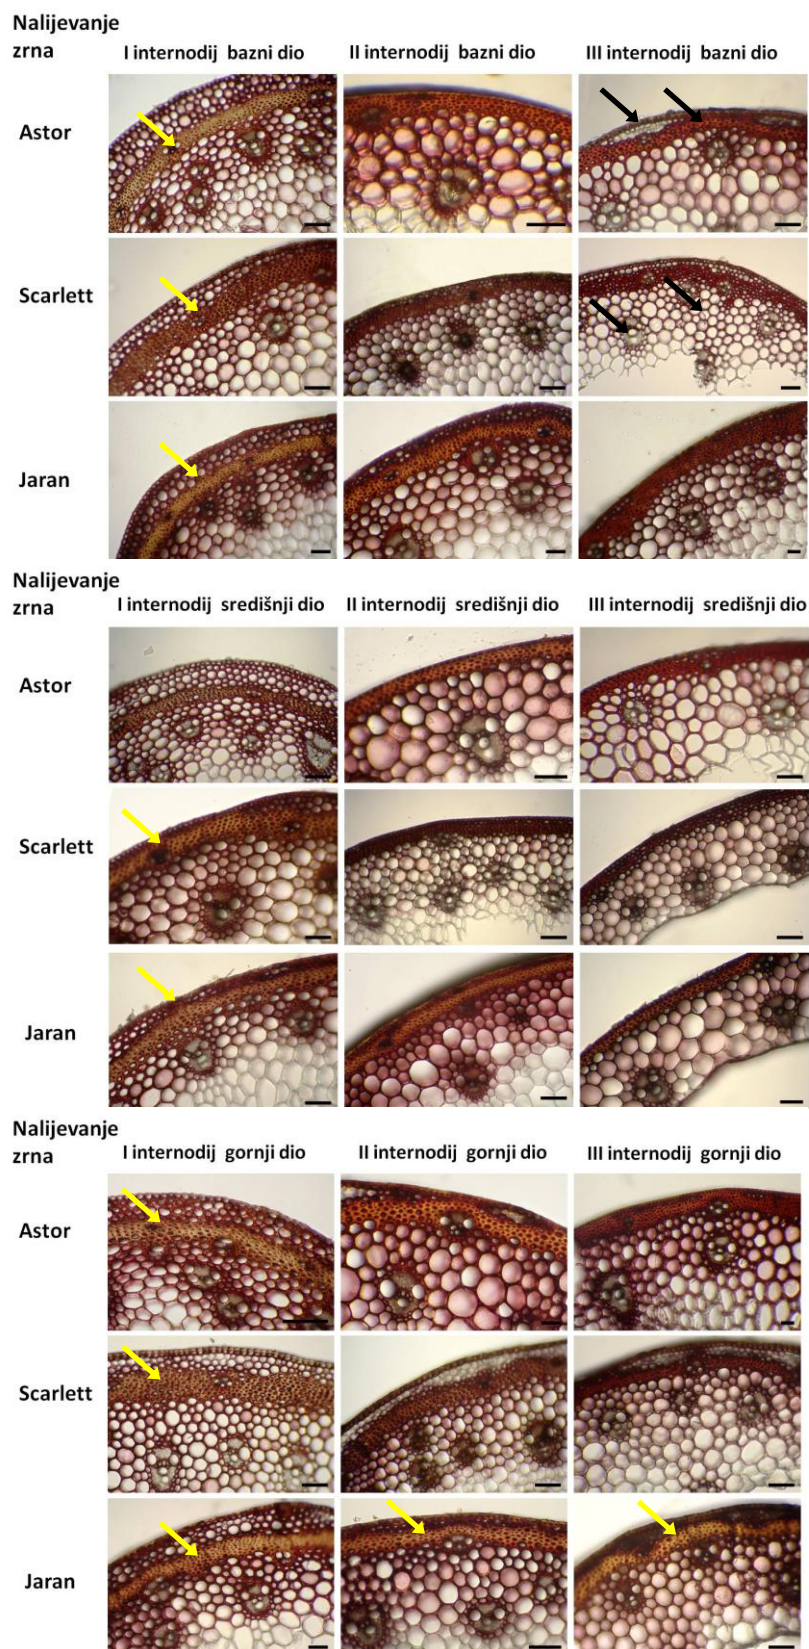 Nalijevanje
zrna
I internodij bazni dio
II internodij bazni dio
III internodij bazni dio
Astor
Scarlett
Jaran
Nalijevanje
zrna
I internodij središnji dio
II internodij središnji dio
III internodij središnji dio
Astor
Scarlett
Jaran
Nalijevanje
zrna
I internodij gornji dio
II internodij gornji dio
III internodij gornji dio
Astor
Scarlett
Jaran